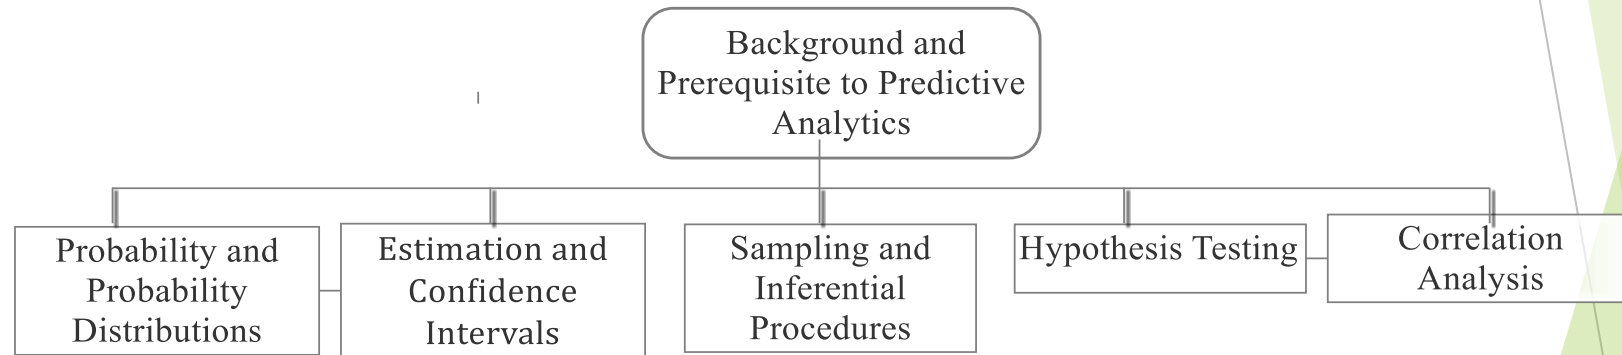 Background and
Prerequisite to Predictive
Analytics
Probability and
Probability
Distributions
Estimation and
Confidence
Intervals
Sampling and
Inferential
Procedures
Hypothesis Testing
Correlation
Analysis